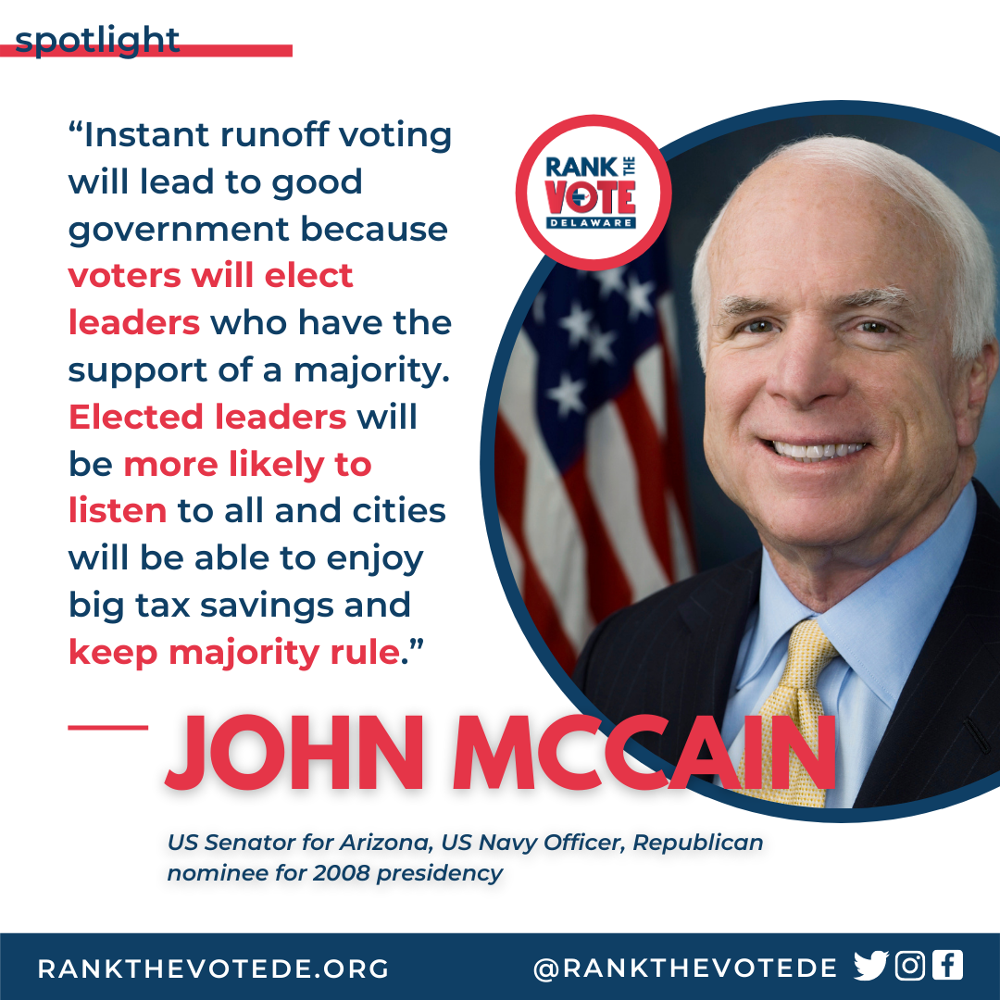 spotlight
“Instant runoff voting
will lead to good
government because
voters will elect
leaders who have the
support of a majority.
Elected leaders will
be more likely to
listen to all and cities
will be able to enjoy
big tax savings and
keep majority rule.”
RANK THE
VOTE
DELAWARE
JOHN MCCAIN
US Senator for Arizona, US Navy Officer, Republican
nominee for 2008 presidency
RANKTHEVOTEDE.ORG
@RANKTHEVOTEDE